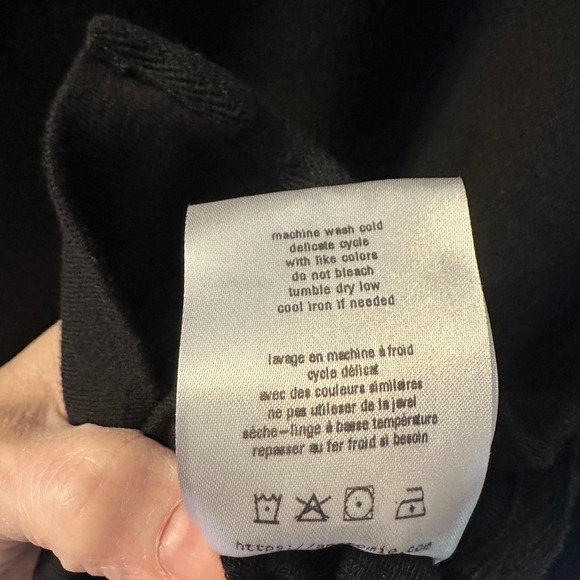 machine wash cold
delicate cycle
with like colors
do not bleach
tumble dry low
cool iron if needed
lavage en machine à froid
cycle délicat
avec des couleurs similaires
ne pas utiliser de la javel
sèche-linge à basse température
repasser au fer froid si besoin